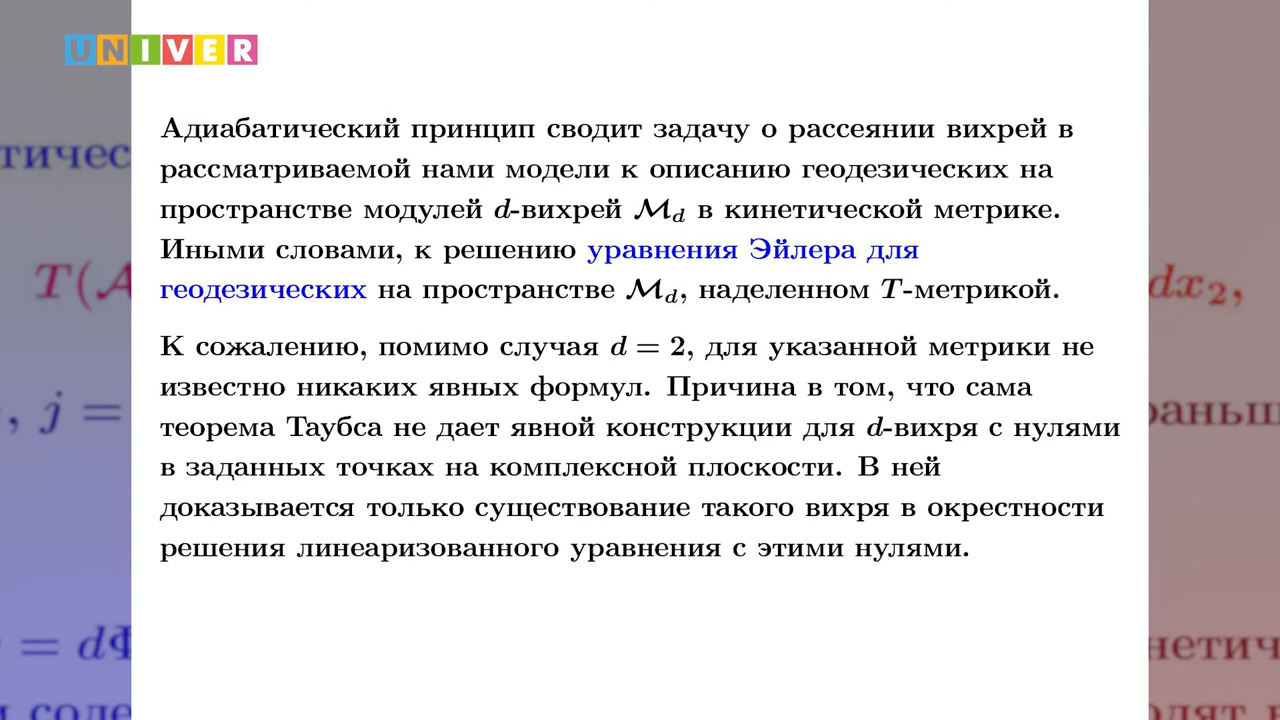 UNIVER
Адиабатический принцип сводит задачу о рассеянии вихрей в
рассматриваемой нами модели к описанию геодезических на
пространстве модулей d-вихрей 𝓜_d в кинетической метрике.
Иными словами, к решению уравнения Эйлера для
геодезических на пространстве 𝓜_d, наделенном T-метрикой.
К сожалению, помимо случая d = 2, для указанной метрики не
известно никаких явных формул. Причина в том, что сама
теорема Таубса не дает явной конструкции для d-вихря с нулями
в заданных точках на комплексной плоскости. В ней
доказывается только существование такого вихря в окрестности
решения линеаризованного уравнения с этими нулями.